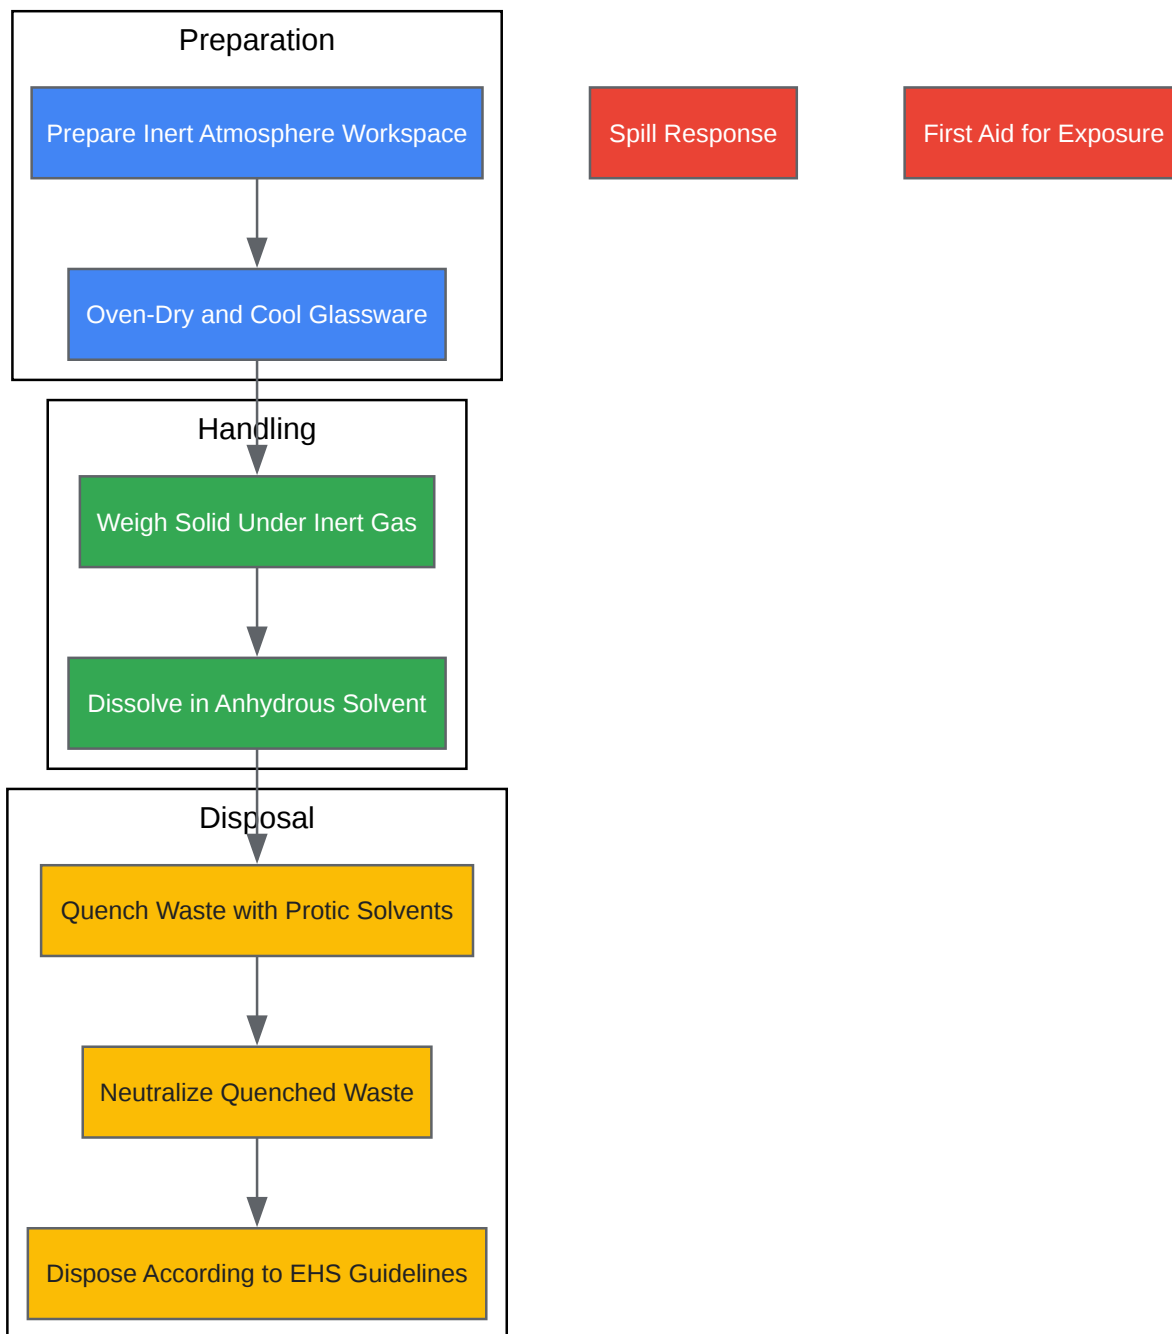 Preparation
Prepare Inert Atmosphere Workspace
Spill Response
First Aid for Exposure
Oven-Dry and Cool Glassware
Handling
Weigh Solid Under Inert Gas
Dissolve in Anhydrous Solvent
Disposal
Quench Waste with Protic Solvents
Neutralize Quenched Waste
Dispose According to EHS Guidelines